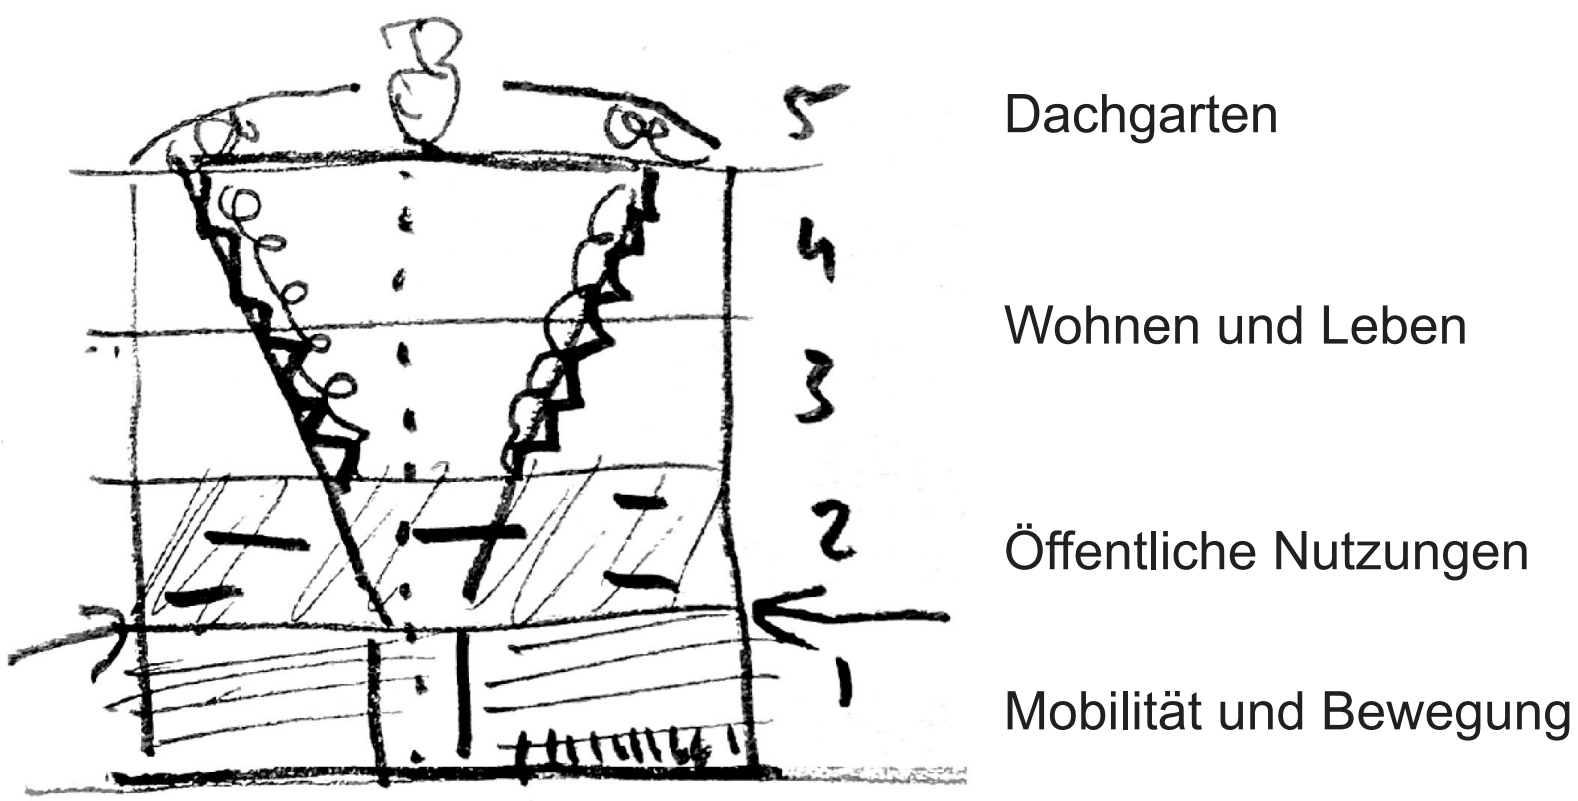 5 Dachgarten
4
Wohnen und Leben
3
2 Öffentliche Nutzungen
1 Mobilität und Bewegung